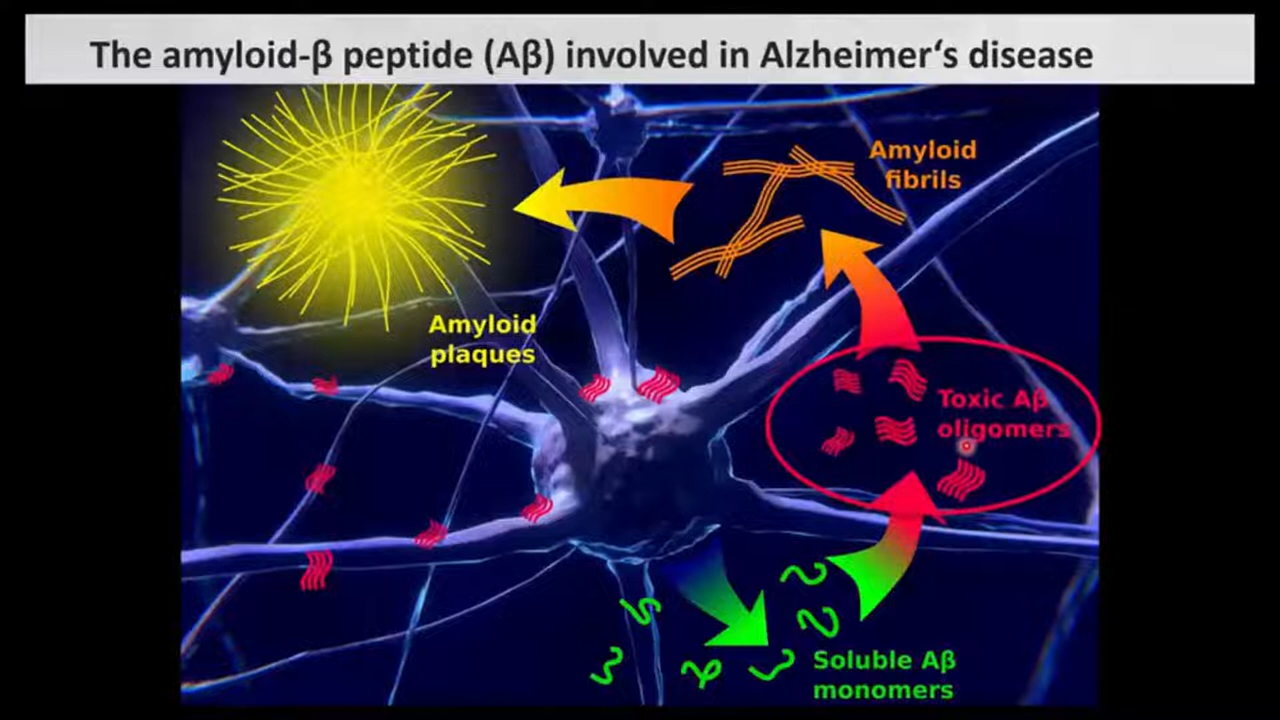 The amyloid-β peptide (Aβ) involved in Alzheimer‘s disease
Amyloid
fibrils
Amyloid
plaques
Toxic Aβ
oligomers
Soluble Aβ
monomers